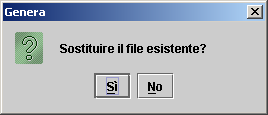 Genera
Sostituire il file esistente?
Sì No